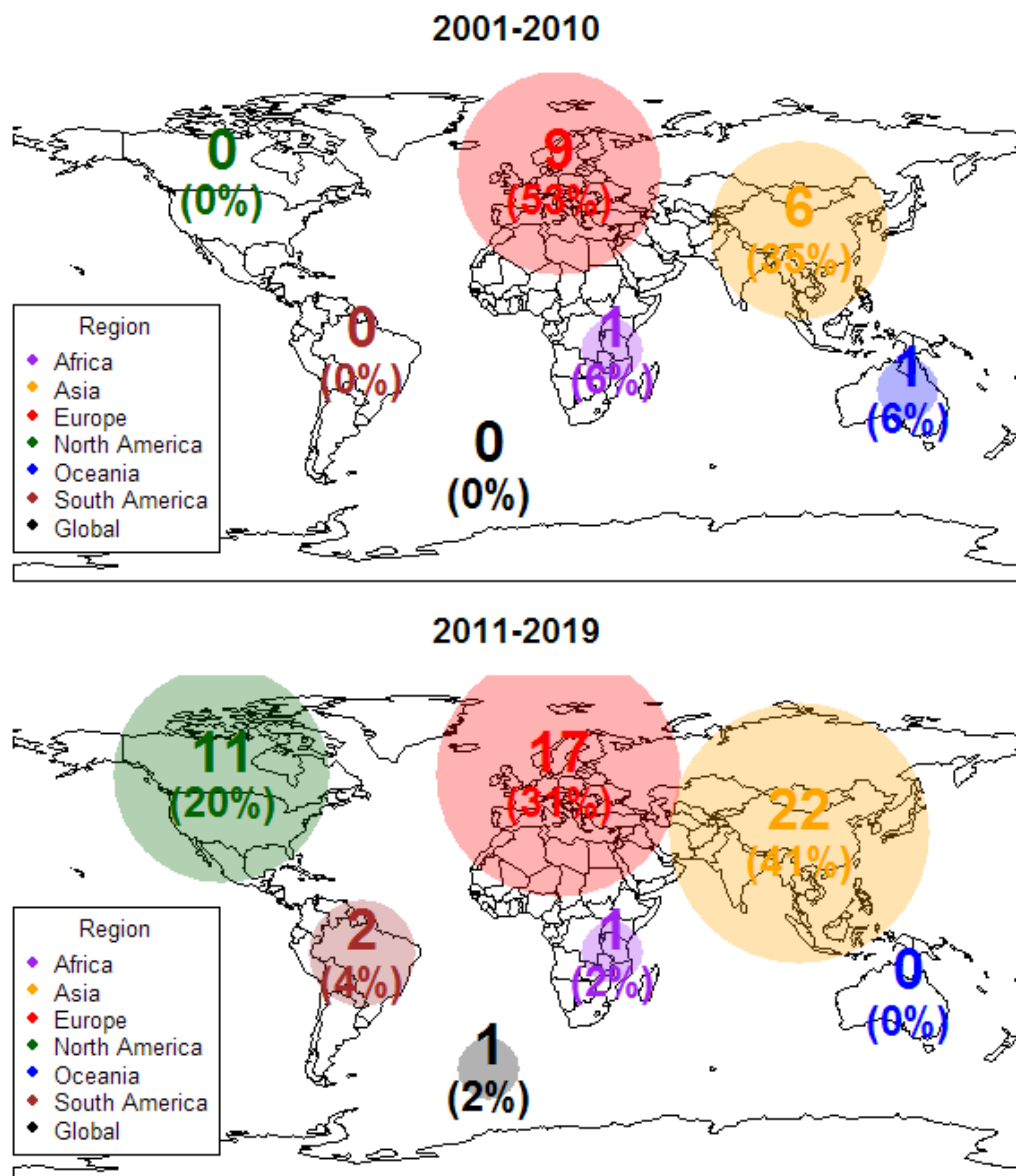 2001-2010
0
(0%)
9
(53%)
6
(35%)
0
(0%)
1
(6%)
1
(6%)
0
(0%)
Region
Africa
Asia
Europe
North America
Oceania
South America
Global
2011-2019
11
(20%)
17
(31%)
22
(41%)
2
(4%)
1
(2%)
0
(0%)
1
(2%)
Region
Africa
Asia
Europe
North America
Oceania
South America
Global